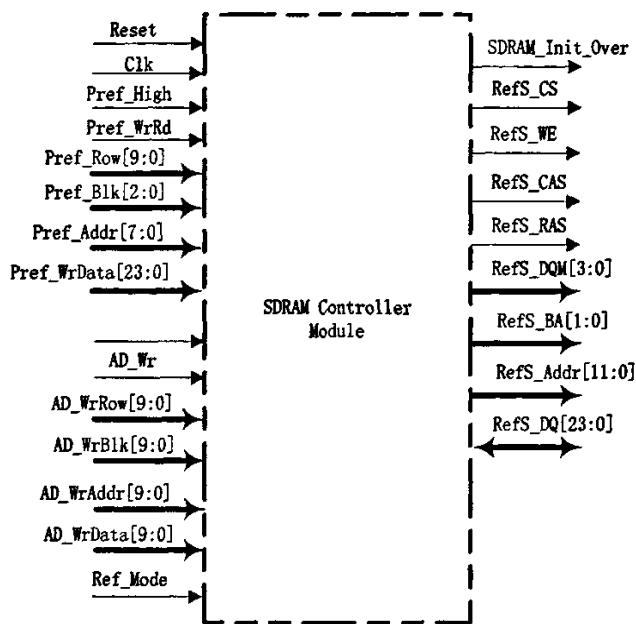 Reset
Clk
Pref_High
Pref_WrRd
Pref_Row[9:0]
Pref_Blk[2:0]
Pref_Addr[7:0]
Pref_WrData[23:0]
AD_Wr
AD_WrRow[9:0]
AD_WrBlk[9:0]
AD_WrAddr[9:0]
AD_WrData[9:0]
Ref_Mode
SDRAM Controller
Module
SDRAM_Init_Over
RefS_CS
RefS_WE
RefS_CAS
RefS_RAS
RefS_DQM[3:0]
RefS_BA[1:0]
RefS_Addr[11:0]
RefS_DQ[23:0]